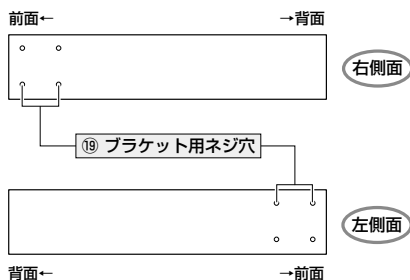 前面← →背面
右側面
⑲ ブラケット用ネジ穴
左側面
背面← →前面